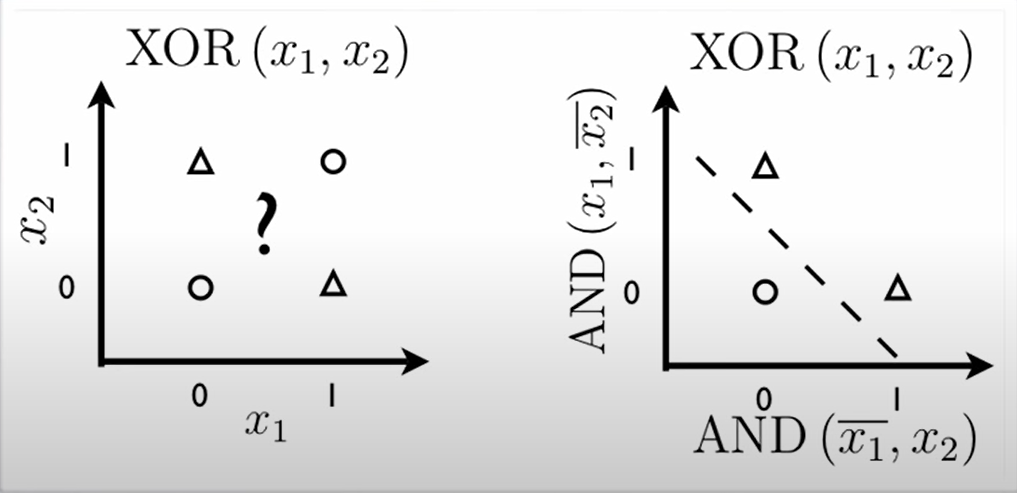 XOR (x₁, x₂)
1
?
x₂
0
0 1
x₁
XOR (x₁, x₂)
AND (x₁, x̅₂)
1
0
0 1
AND (x̅₁, x₂)